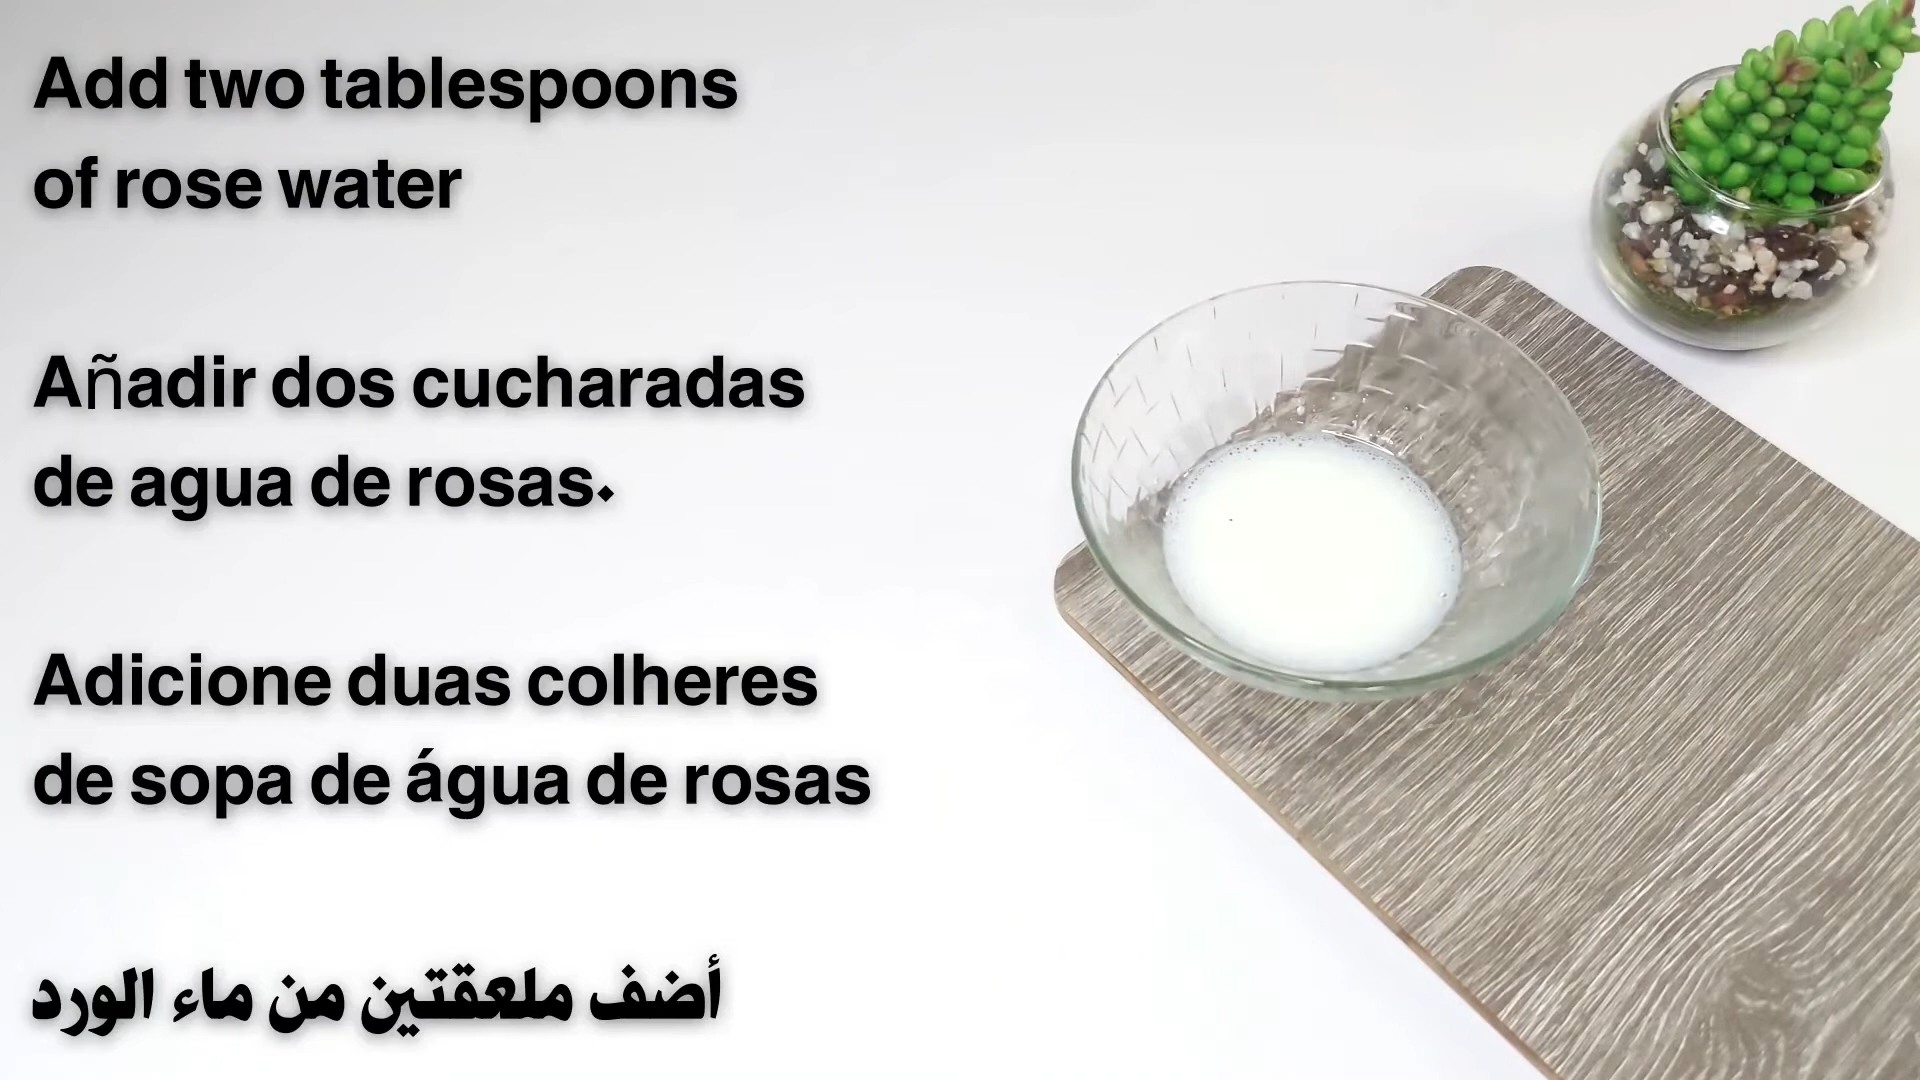 Add two tablespoons
of rose water
Añadir dos cucharadas
de agua de rosas.
Adicione duas colheres
de sopa de água de rosas
أضف ملعقتين من ماء الورد